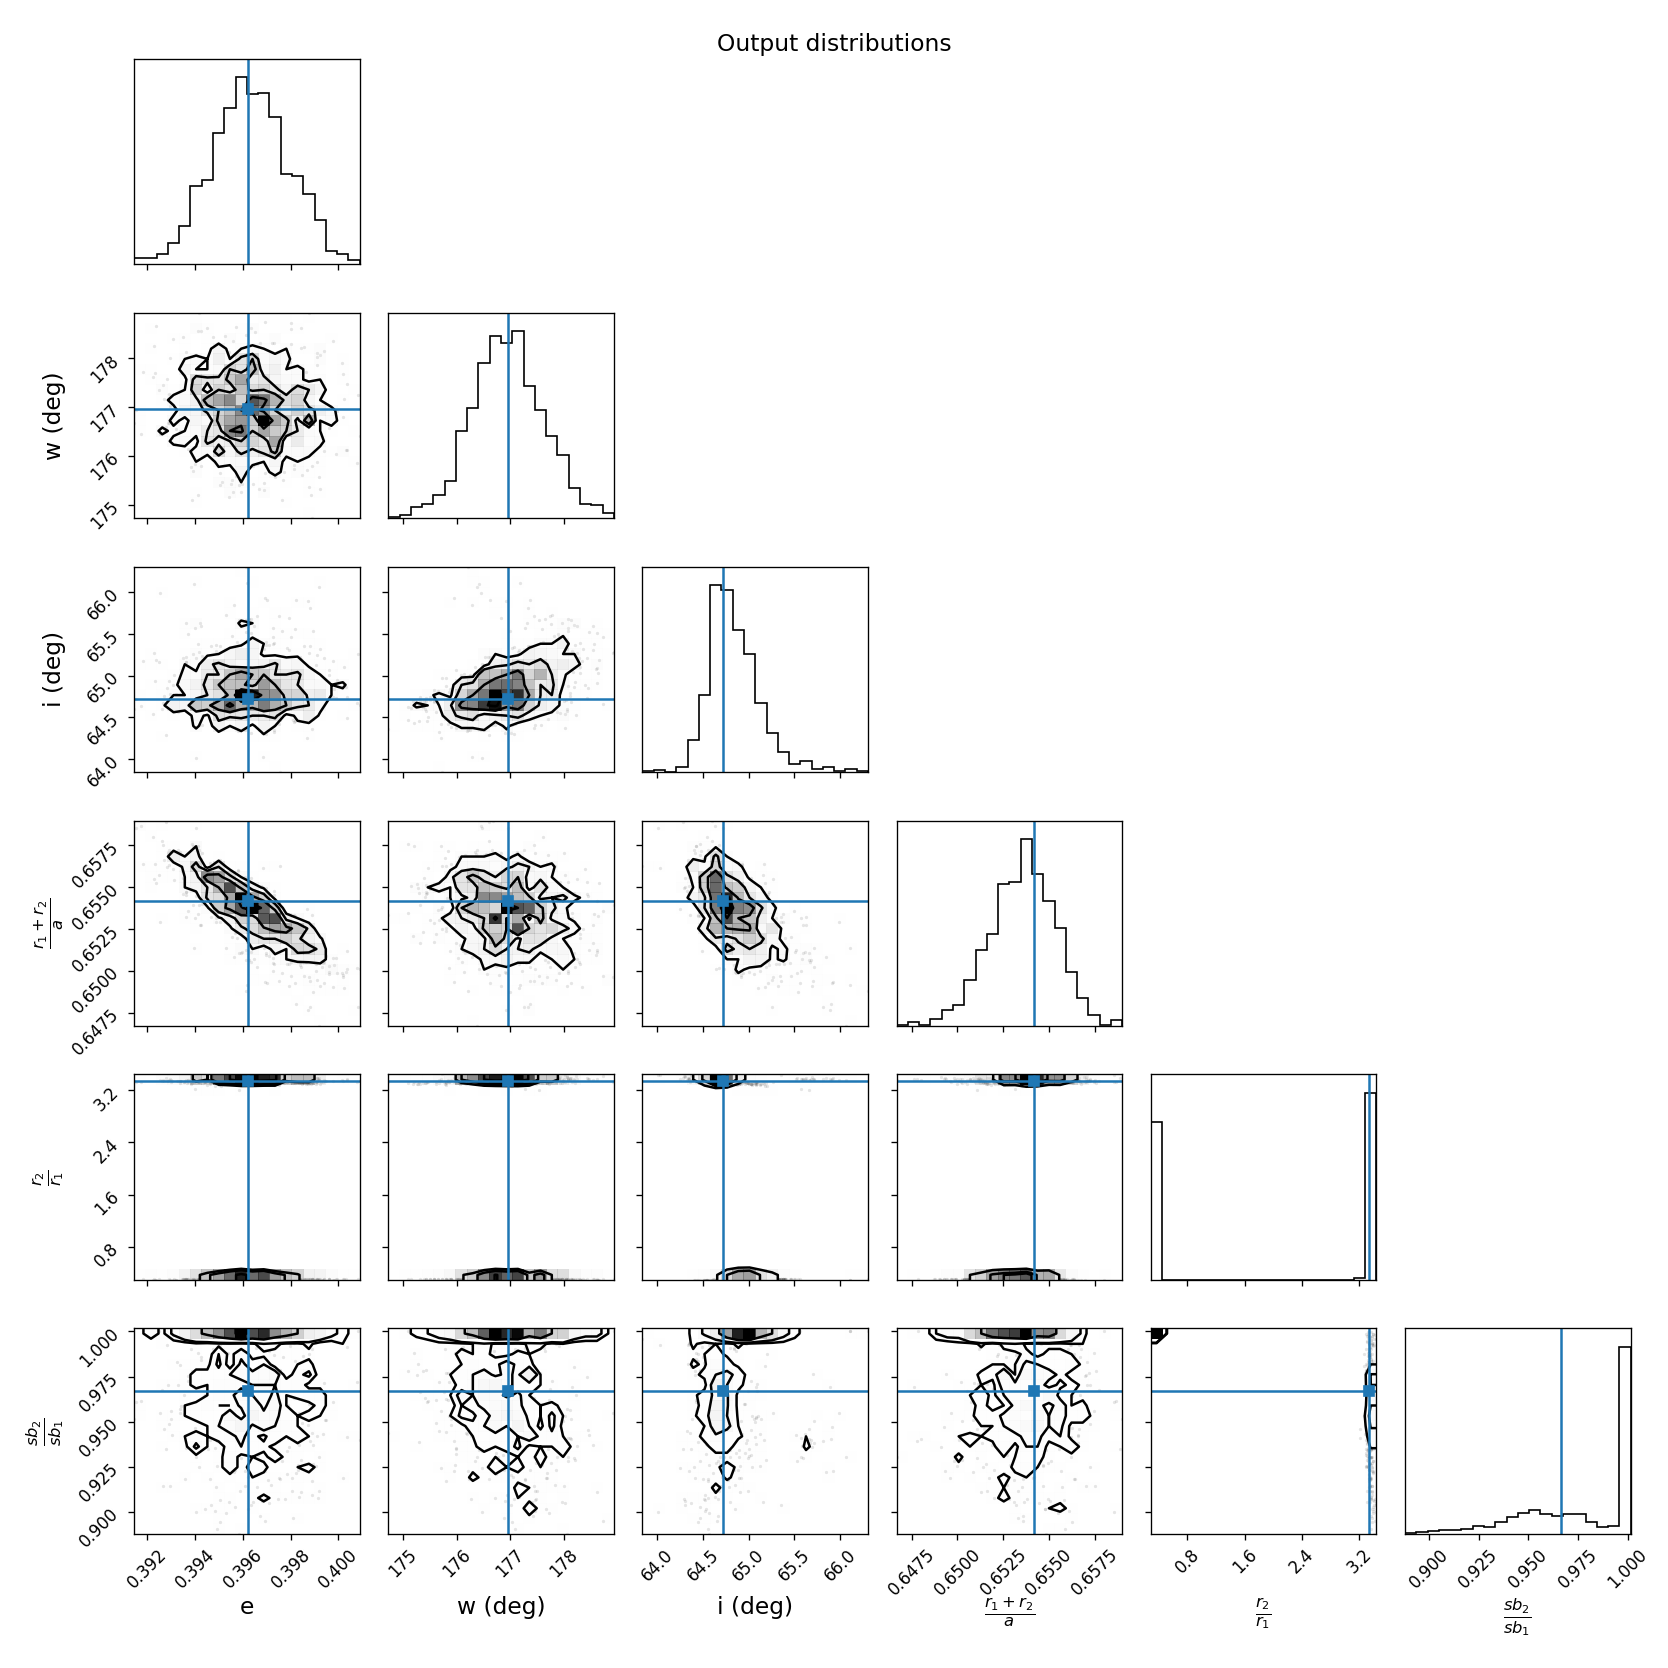 Output distributions
w (deg)
178
177
176
175
i (deg)
66.0
65.5
65.0
64.5
64.0
r₁ + r₂
a
0.6575
0.6550
0.6525
0.6500
0.6475
r₂
r₁
3.2
2.4
1.6
0.8
sb₂
sb₁
1.000
0.975
0.950
0.925
0.900
0.392 0.394 0.396 0.398 0.400
e
175 176 177 178
w (deg)
64.0 64.5 65.0 65.5 66.0
i (deg)
0.6475 0.6500 0.6525 0.6550 0.6575
r₁ + r₂
a
0.8 1.6 2.4 3.2
r₂
r₁
0.900 0.925 0.950 0.975 1.000
sb₂
sb₁